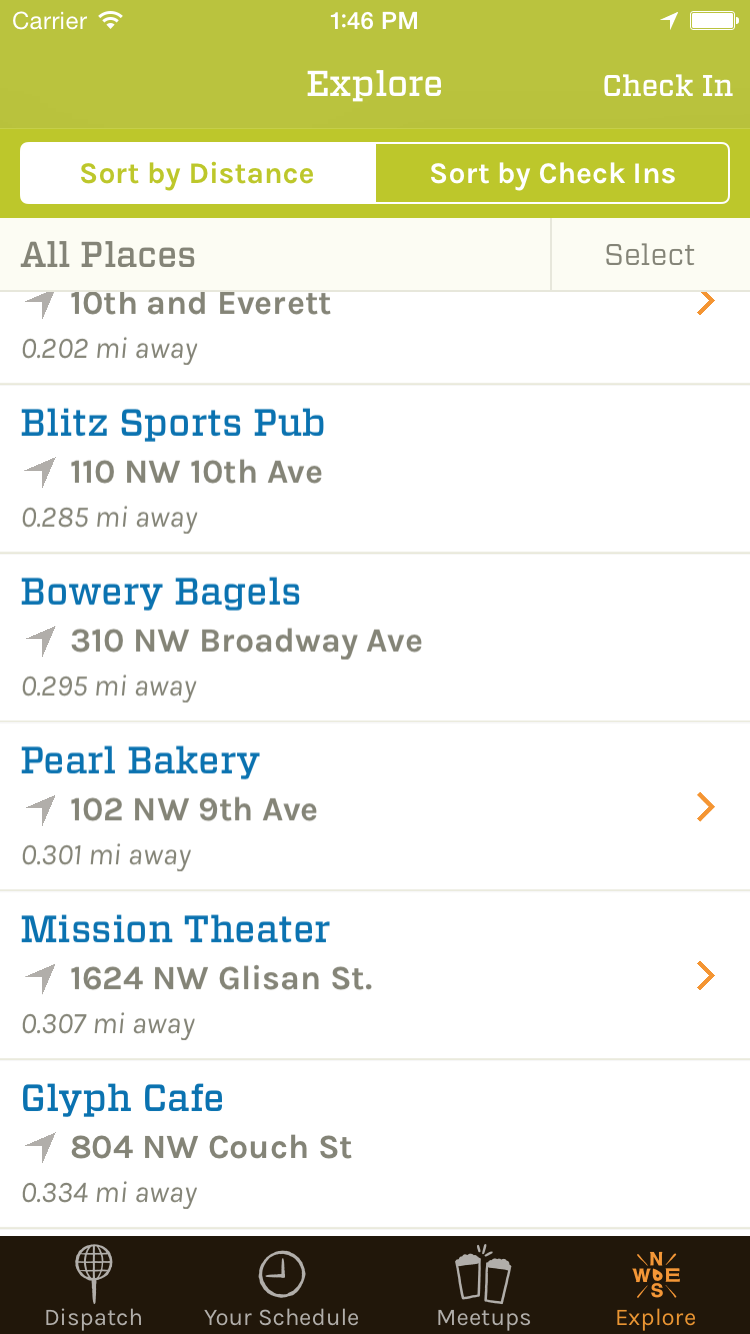 Carrier 1:46 PM
Explore Check In
Sort by Distance Sort by Check Ins
All Places Select
10th and Everett
0.202 mi away
Blitz Sports Pub
110 NW 10th Ave
0.285 mi away
Bowery Bagels
310 NW Broadway Ave
0.295 mi away
Pearl Bakery
102 NW 9th Ave
0.301 mi away
Mission Theater
1624 NW Glisan St.
0.307 mi away
Glyph Cafe
804 NW Couch St
0.334 mi away
N
W E
S
Dispatch Your Schedule Meetups Explore